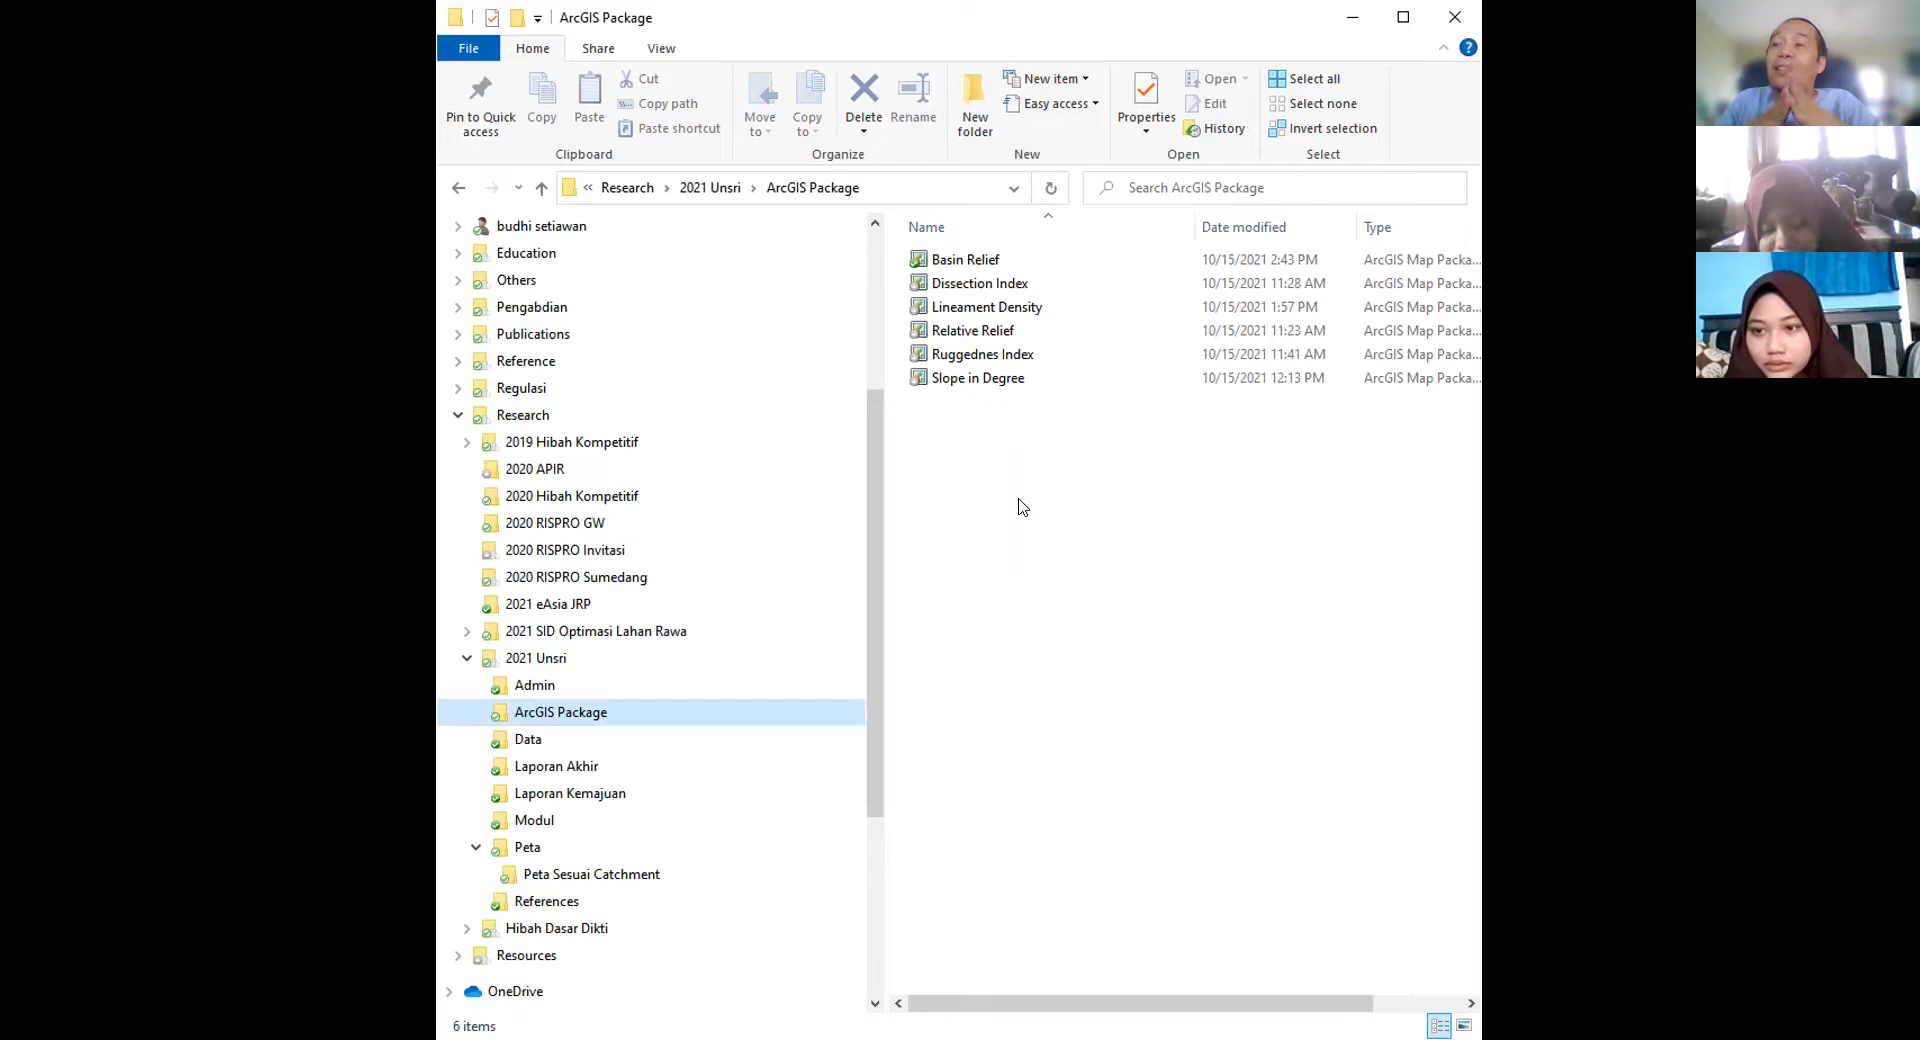 ArcGIS Package
File Home Share View
Pin to Quick access
Copy
Paste
Cut
Copy path
Paste shortcut
Clipboard
Move to
Copy to
Delete
Rename
Organize
New folder
New item
Easy access
New
Properties
Open
Edit
History
Open
Select all
Select none
Invert selection
Select
« Research › 2021 Unsri › ArcGIS Package
Search ArcGIS Package
budhi setiawan
Education
Others
Pengabdian
Publications
Reference
Regulasi
Research
2019 Hibah Kompetitif
2020 APIR
2020 Hibah Kompetitif
2020 RISPRO GW
2020 RISPRO Invitasi
2020 RISPRO Sumedang
2021 eAsia JRP
2021 SID Optimasi Lahan Rawa
2021 Unsri
Admin
ArcGIS Package
Data
Laporan Akhir
Laporan Kemajuan
Modul
Peta
Peta Sesuai Catchment
References
Hibah Dasar Dikti
Resources
OneDrive
Name Date modified Type
Basin Relief 10/15/2021 2:43 PM ArcGIS Map Packa...
Dissection Index 10/15/2021 11:28 AM ArcGIS Map Packa...
Lineament Density 10/15/2021 1:57 PM ArcGIS Map Packa...
Relative Relief 10/15/2021 11:23 AM ArcGIS Map Packa...
Ruggednes Index 10/15/2021 11:41 AM ArcGIS Map Packa...
Slope in Degree 10/15/2021 12:13 PM ArcGIS Map Packa...
6 items